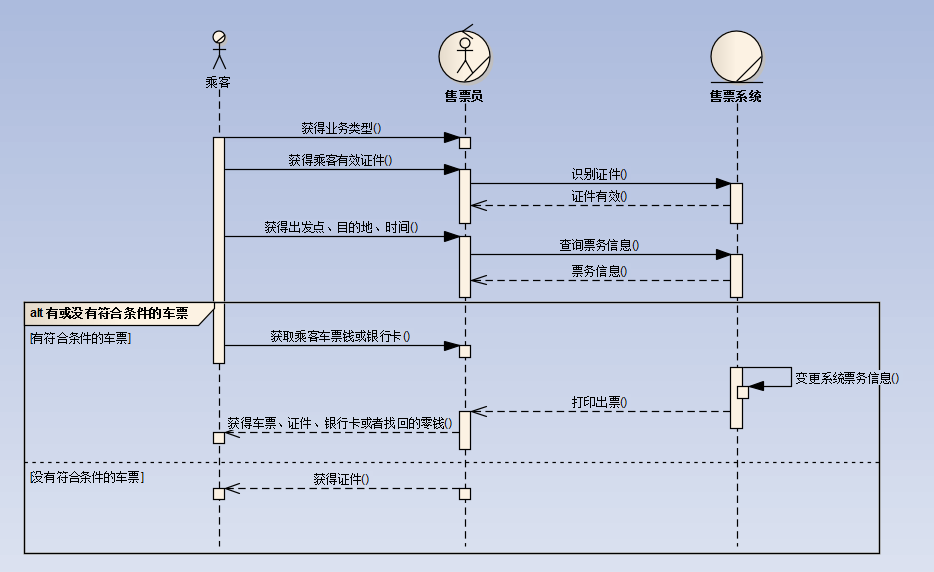 乘客
售票员
售票系统
获得业务类型()
获得乘客有效证件()
识别证件()
证件有效()
获得出发点、目的地、时间()
查询票务信息()
票务信息()
alt 有或没有符合条件的车票
[有符合条件的车票]
获取乘客车票钱或银行卡()
变更系统票务信息()
打印出票()
获得车票、证件、银行卡或者找回的零钱()
[没有符合条件的车票]
获得证件()